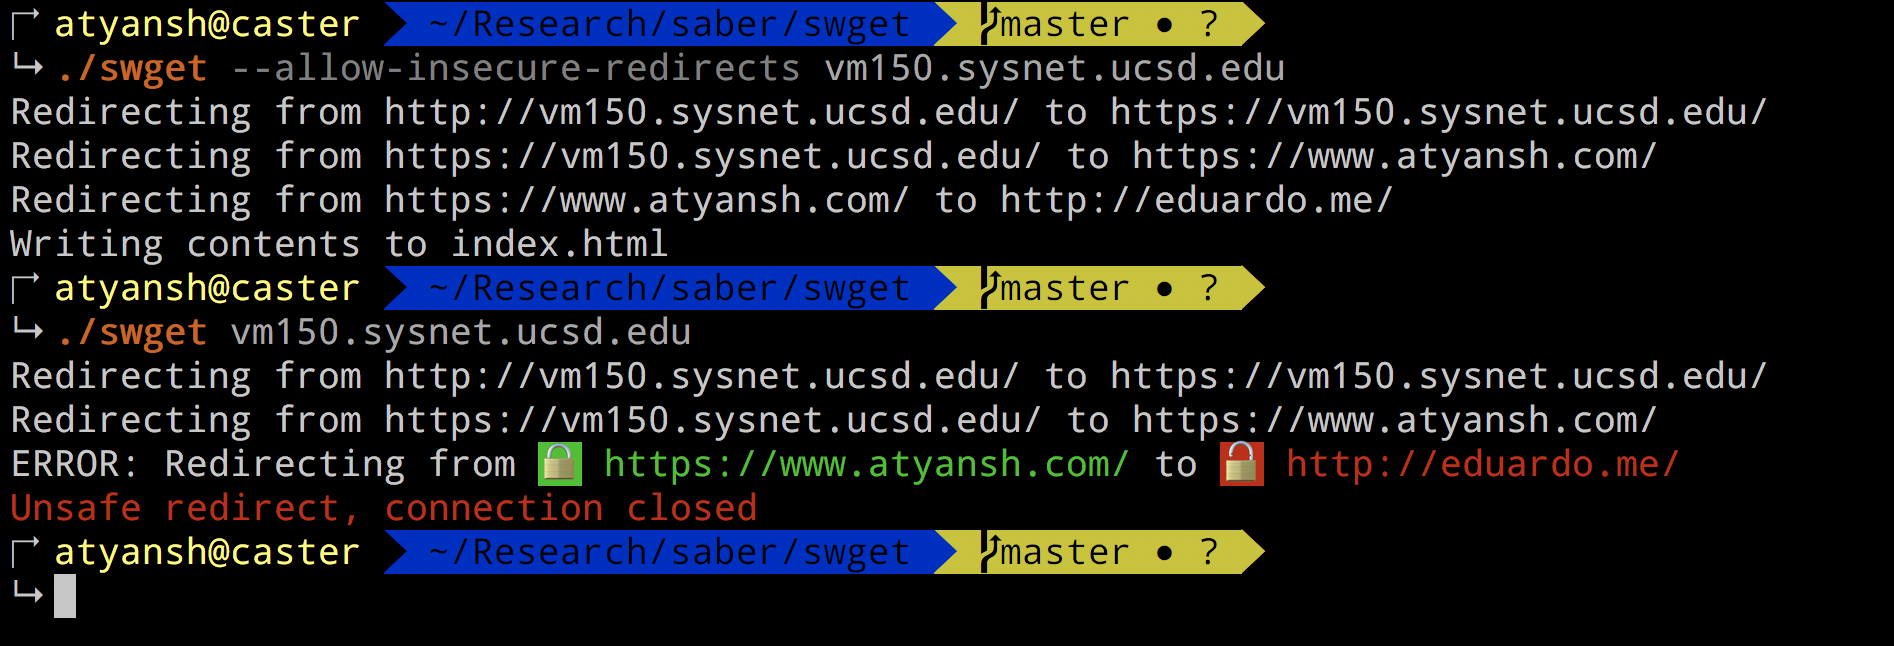 atyansh@caster ~/Research/saber/swget master ● ?
./swget --allow-insecure-redirects vm150.sysnet.ucsd.edu
Redirecting from http://vm150.sysnet.ucsd.edu/ to https://vm150.sysnet.ucsd.edu/
Redirecting from https://vm150.sysnet.ucsd.edu/ to https://www.atyansh.com/
Redirecting from https://www.atyansh.com/ to http://eduardo.me/
Writing contents to index.html
atyansh@caster ~/Research/saber/swget master ● ?
./swget vm150.sysnet.ucsd.edu
Redirecting from http://vm150.sysnet.ucsd.edu/ to https://vm150.sysnet.ucsd.edu/
Redirecting from https://vm150.sysnet.ucsd.edu/ to https://www.atyansh.com/
ERROR: Redirecting from 🔒 https://www.atyansh.com/ to 🔓 http://eduardo.me/
Unsafe redirect, connection closed
atyansh@caster ~/Research/saber/swget master ● ?